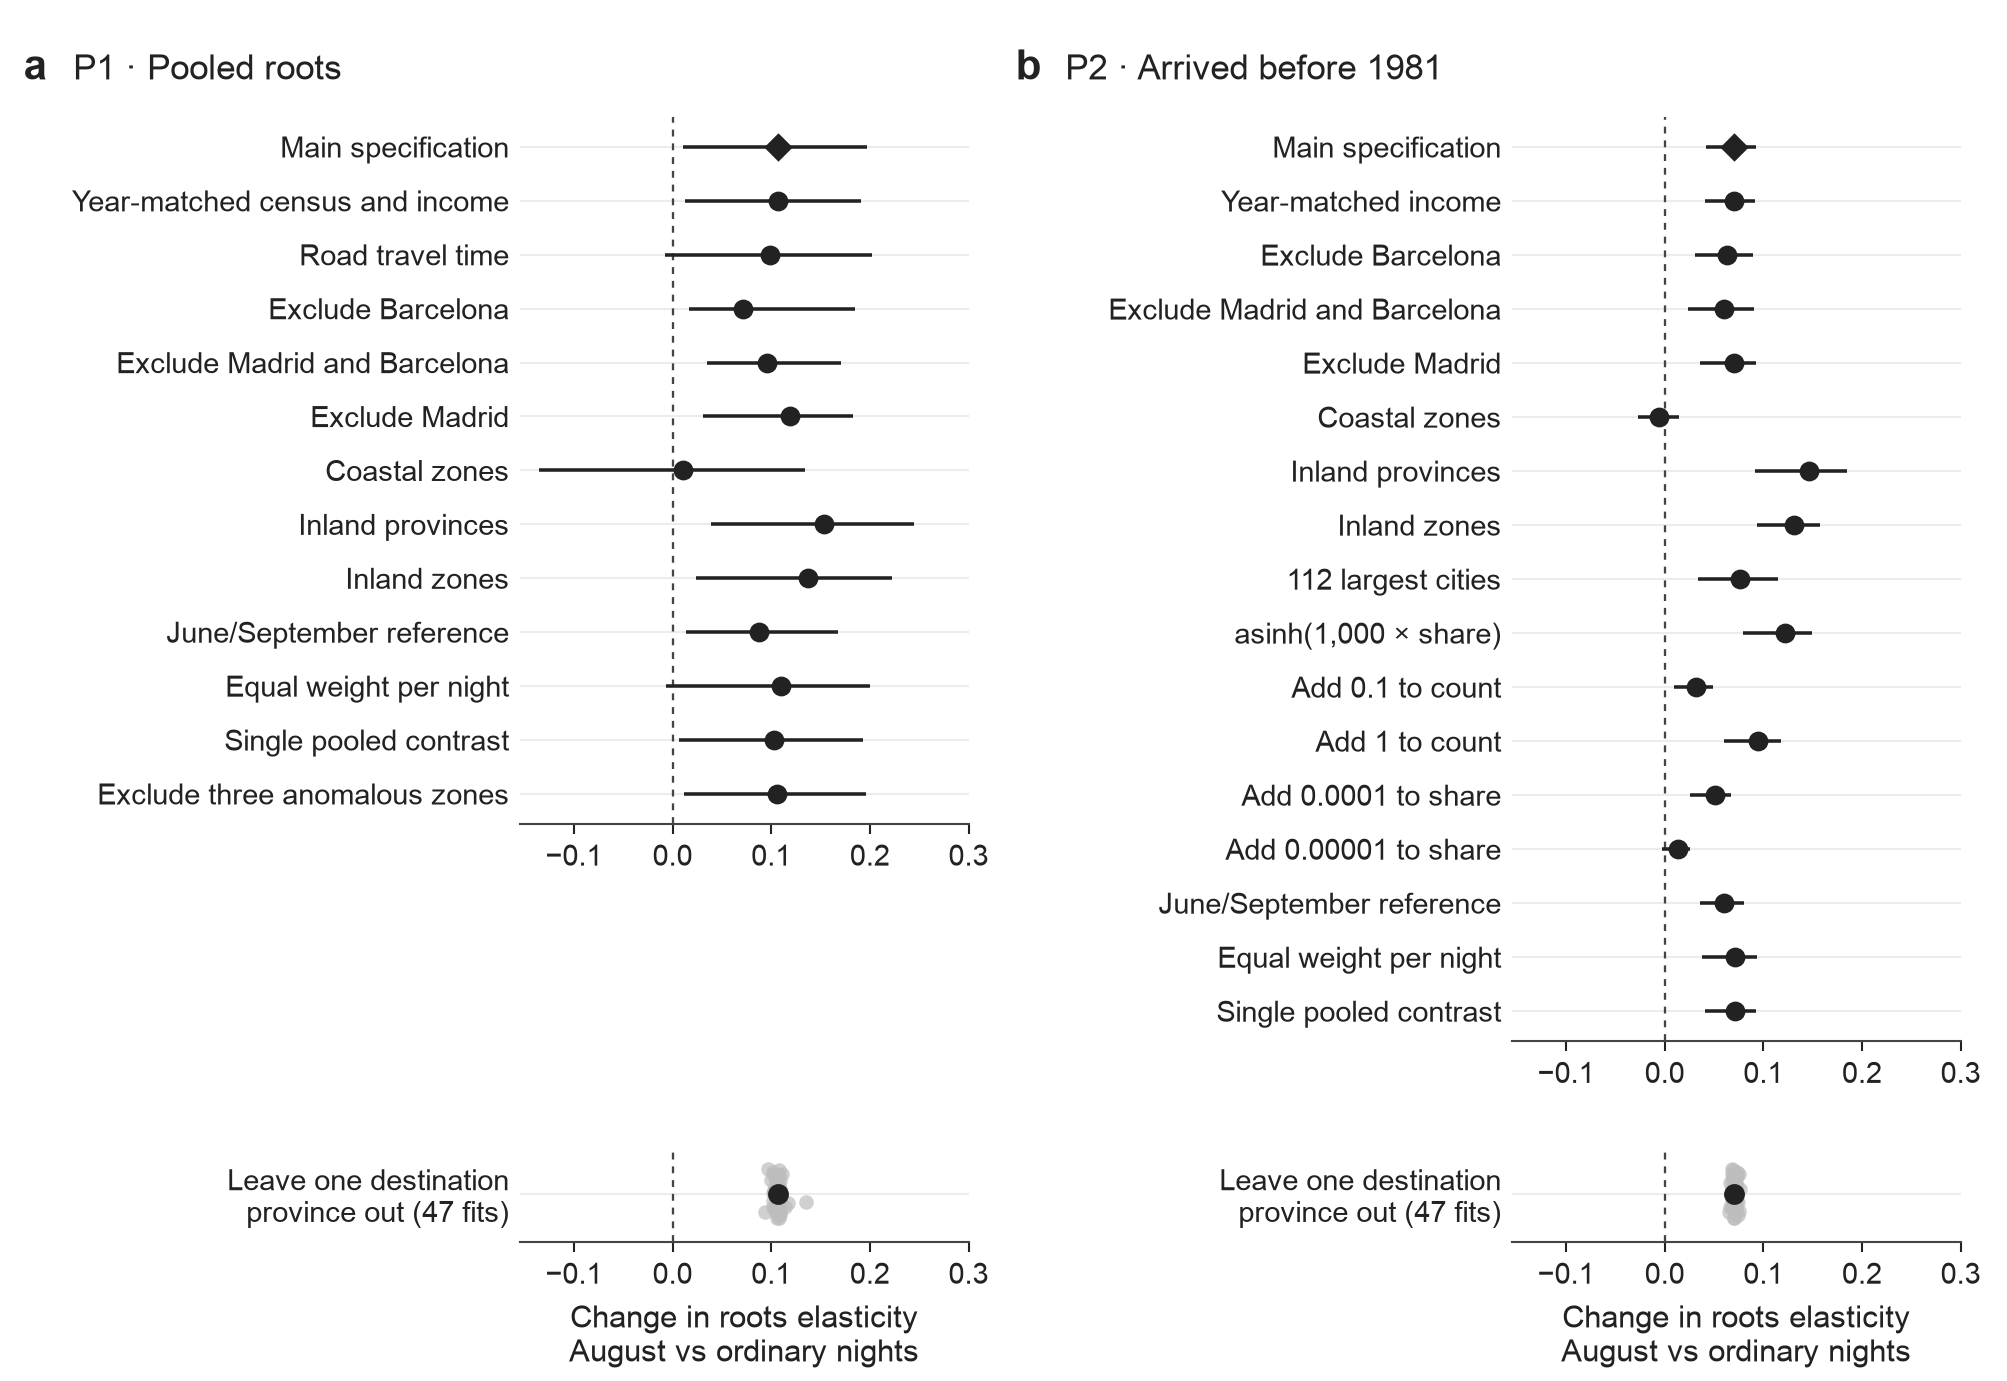 a P1 · Pooled roots
Main specification
Year-matched census and income
Road travel time
Exclude Barcelona
Exclude Madrid and Barcelona
Exclude Madrid
Coastal zones
Inland provinces
Inland zones
June/September reference
Equal weight per night
Single pooled contrast
Exclude three anomalous zones
−0.1 0.0 0.1 0.2 0.3
Leave one destination
province out (47 fits)
−0.1 0.0 0.1 0.2 0.3
Change in roots elasticity
August vs ordinary nights
b P2 · Arrived before 1981
Main specification
Year-matched income
Exclude Barcelona
Exclude Madrid and Barcelona
Exclude Madrid
Coastal zones
Inland provinces
Inland zones
112 largest cities
asinh(1,000 × share)
Add 0.1 to count
Add 1 to count
Add 0.0001 to share
Add 0.00001 to share
June/September reference
Equal weight per night
Single pooled contrast
−0.1 0.0 0.1 0.2 0.3
Leave one destination
province out (47 fits)
−0.1 0.0 0.1 0.2 0.3
Change in roots elasticity
August vs ordinary nights